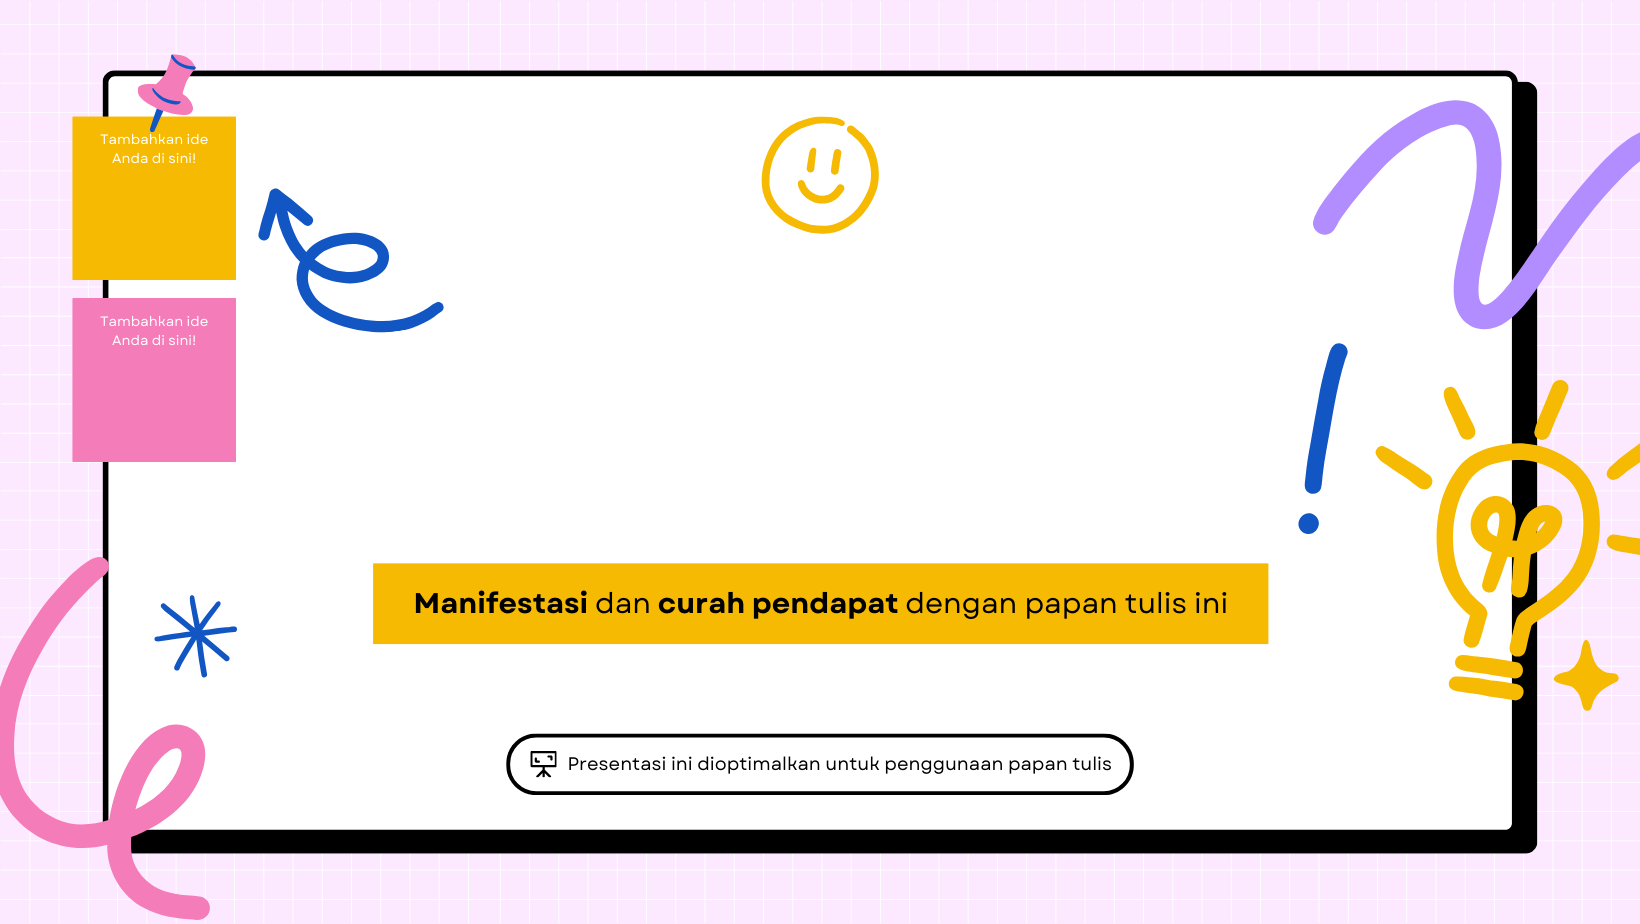 Tambahkan ide
Anda di sini!
Tambahkan ide
Anda di sini!
Manifestasi dan curah pendapat dengan papan tulis ini
Presentasi ini dioptimalkan untuk penggunaan papan tulis